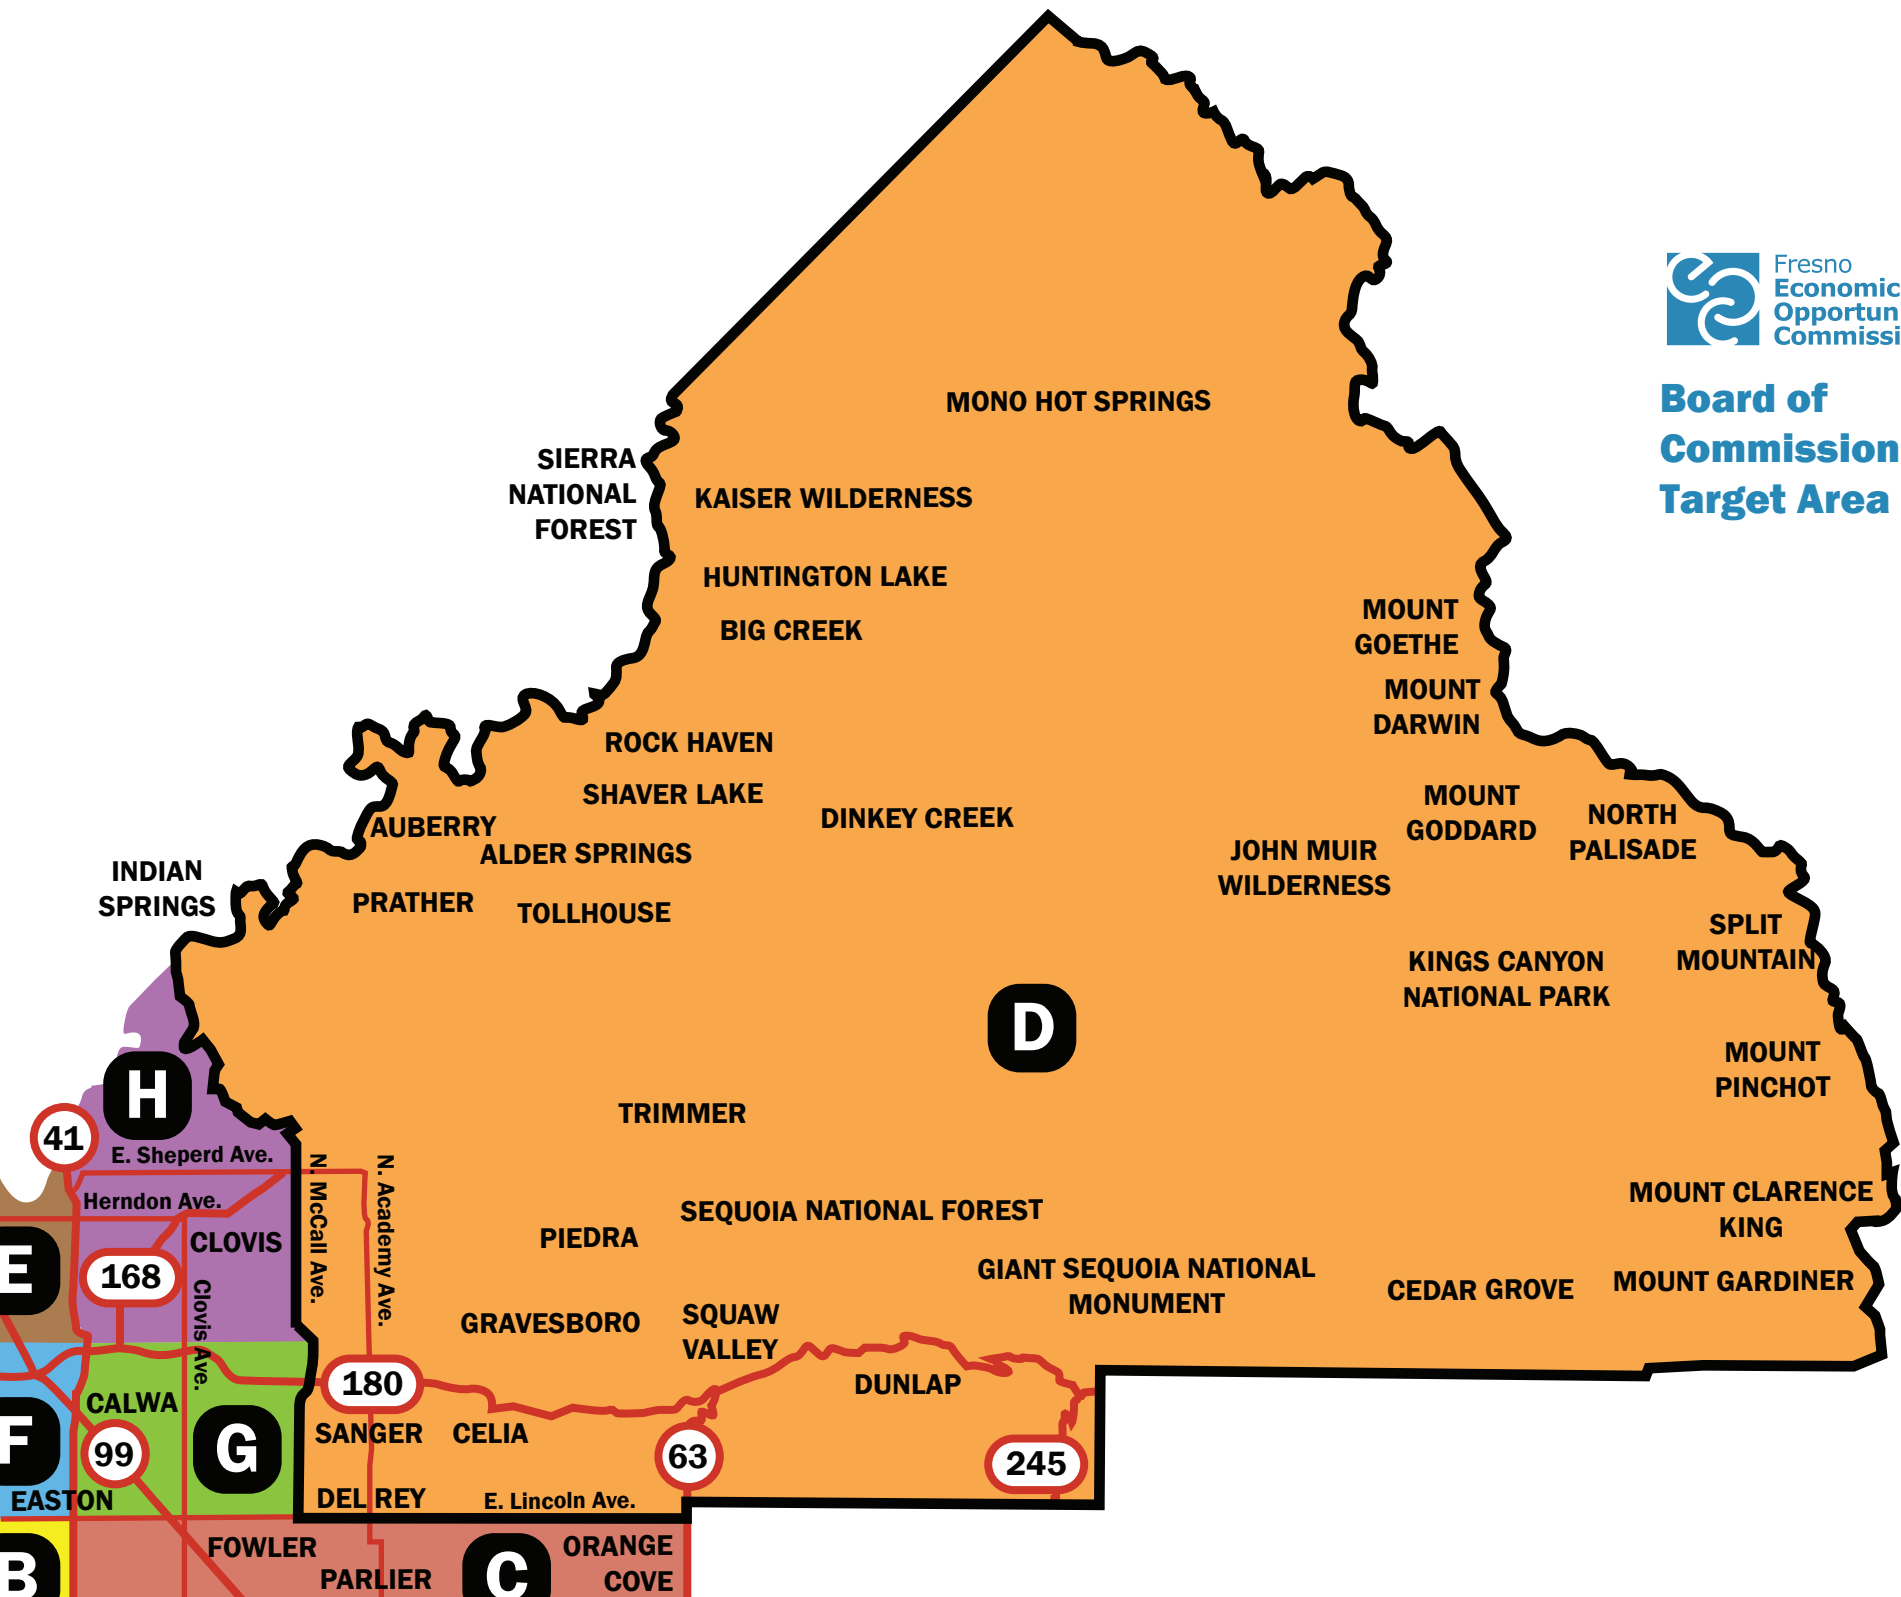 Fresno
Economic
Opportun
Commissi
Board of
Commission
Target Area
MONO HOT SPRINGS
SIERRA
NATIONAL
FOREST
KAISER WILDERNESS
HUNTINGTON LAKE
BIG CREEK
MOUNT
GOETHE
MOUNT
DARWIN
ROCK HAVEN
SHAVER LAKE
DINKEY CREEK
MOUNT
GODDARD
NORTH
PALISADE
AUBERRY
ALDER SPRINGS
JOHN MUIR
WILDERNESS
INDIAN
SPRINGS
PRATHER
TOLLHOUSE
SPLIT
MOUNTAIN
KINGS CANYON
NATIONAL PARK
D
MOUNT
PINCHOT
H
TRIMMER
41
E. Sheperd Ave.
N. McCall Ave.
N. Academy Ave.
Herndon Ave.
CLOVIS
SEQUOIA NATIONAL FOREST
PIEDRA
MOUNT CLARENCE
KING
E
168
Clovis Ave.
GIANT SEQUOIA NATIONAL
MONUMENT
CEDAR GROVE
MOUNT GARDINER
GRAVESBORO
SQUAW
VALLEY
180
DUNLAP
CALWA
F
99
G
SANGER
CELIA
63
245
EASTON
DEL REY
E. Lincoln Ave.
B
FOWLER
PARLIER
C
ORANGE
COVE